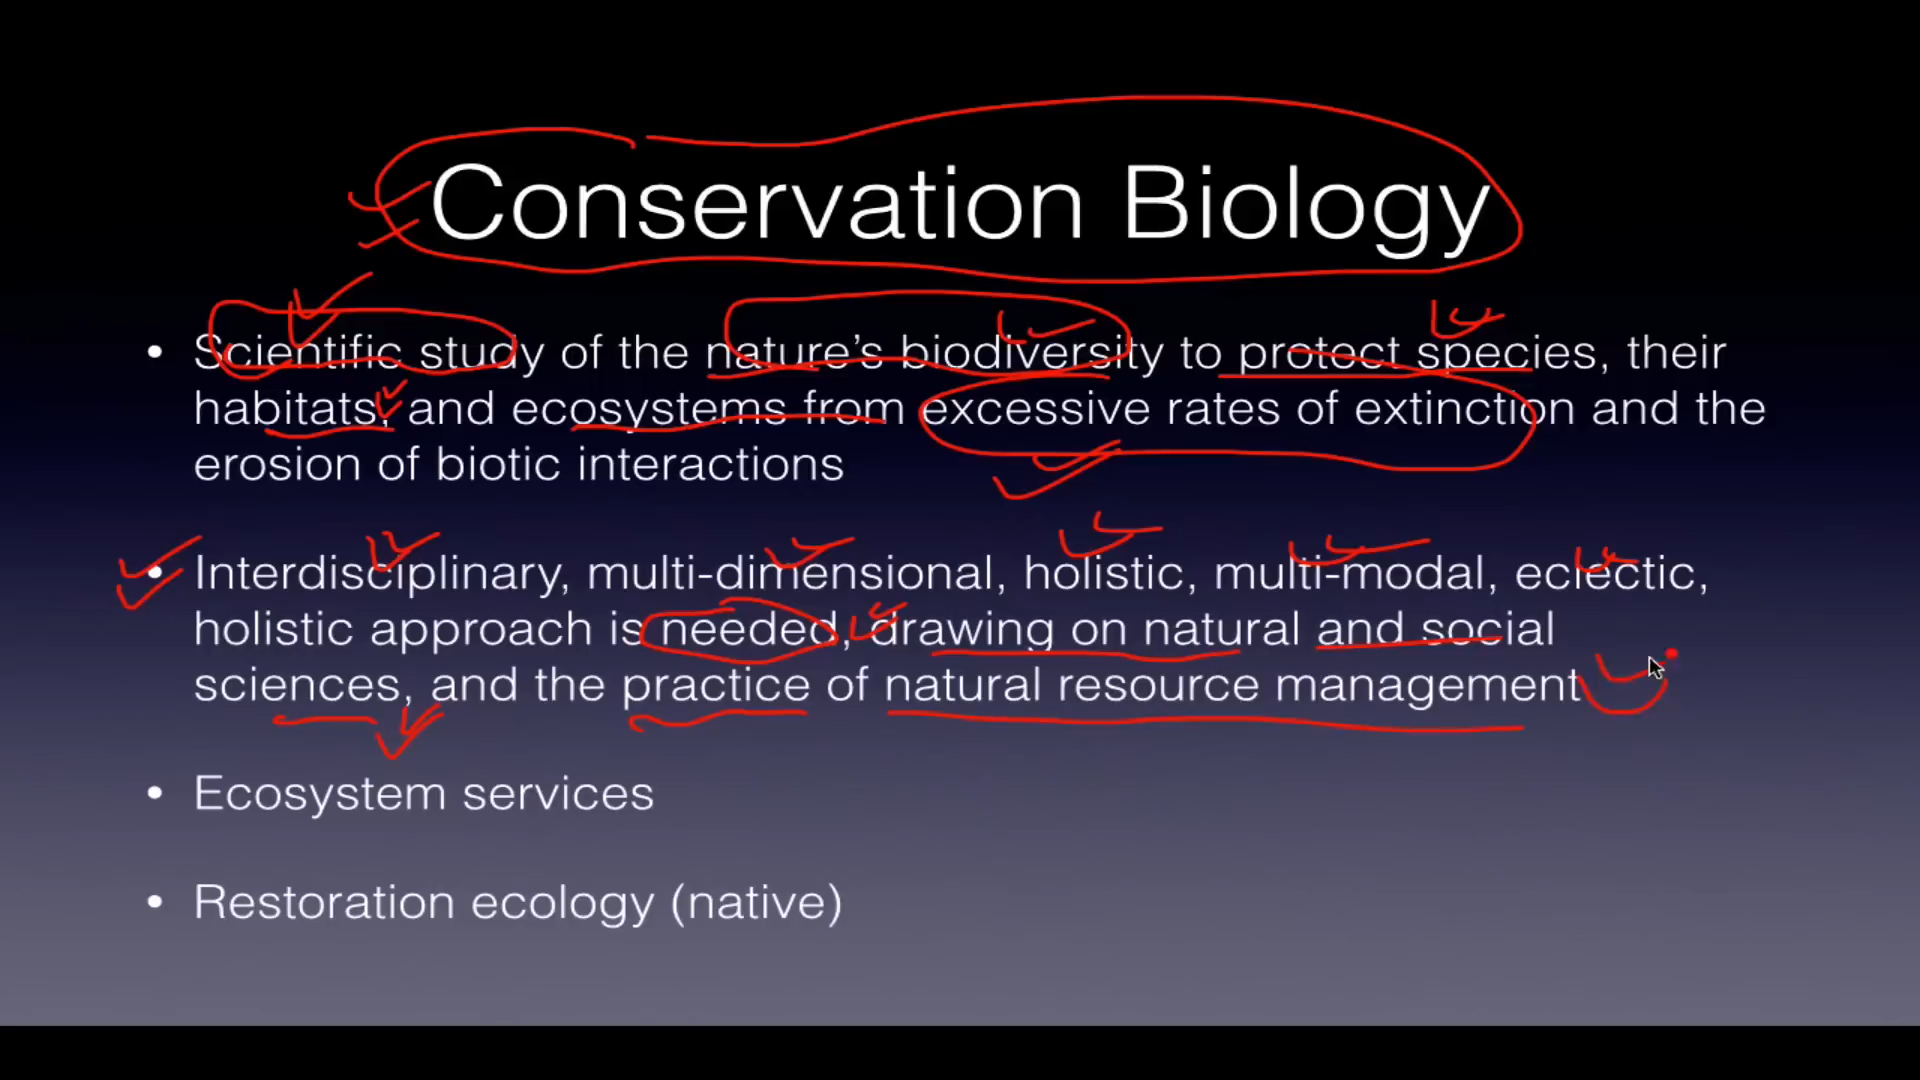 Conservation Biology
• Scientific study of the nature's biodiversity to protect species, their
habitats, and ecosystems from excessive rates of extinction and the
erosion of biotic interactions
• Interdisciplinary, multi-dimensional, holistic, multi-modal, eclectic,
holistic approach is needed, drawing on natural and social
sciences, and the practice of natural resource management
• Ecosystem services
• Restoration ecology (native)